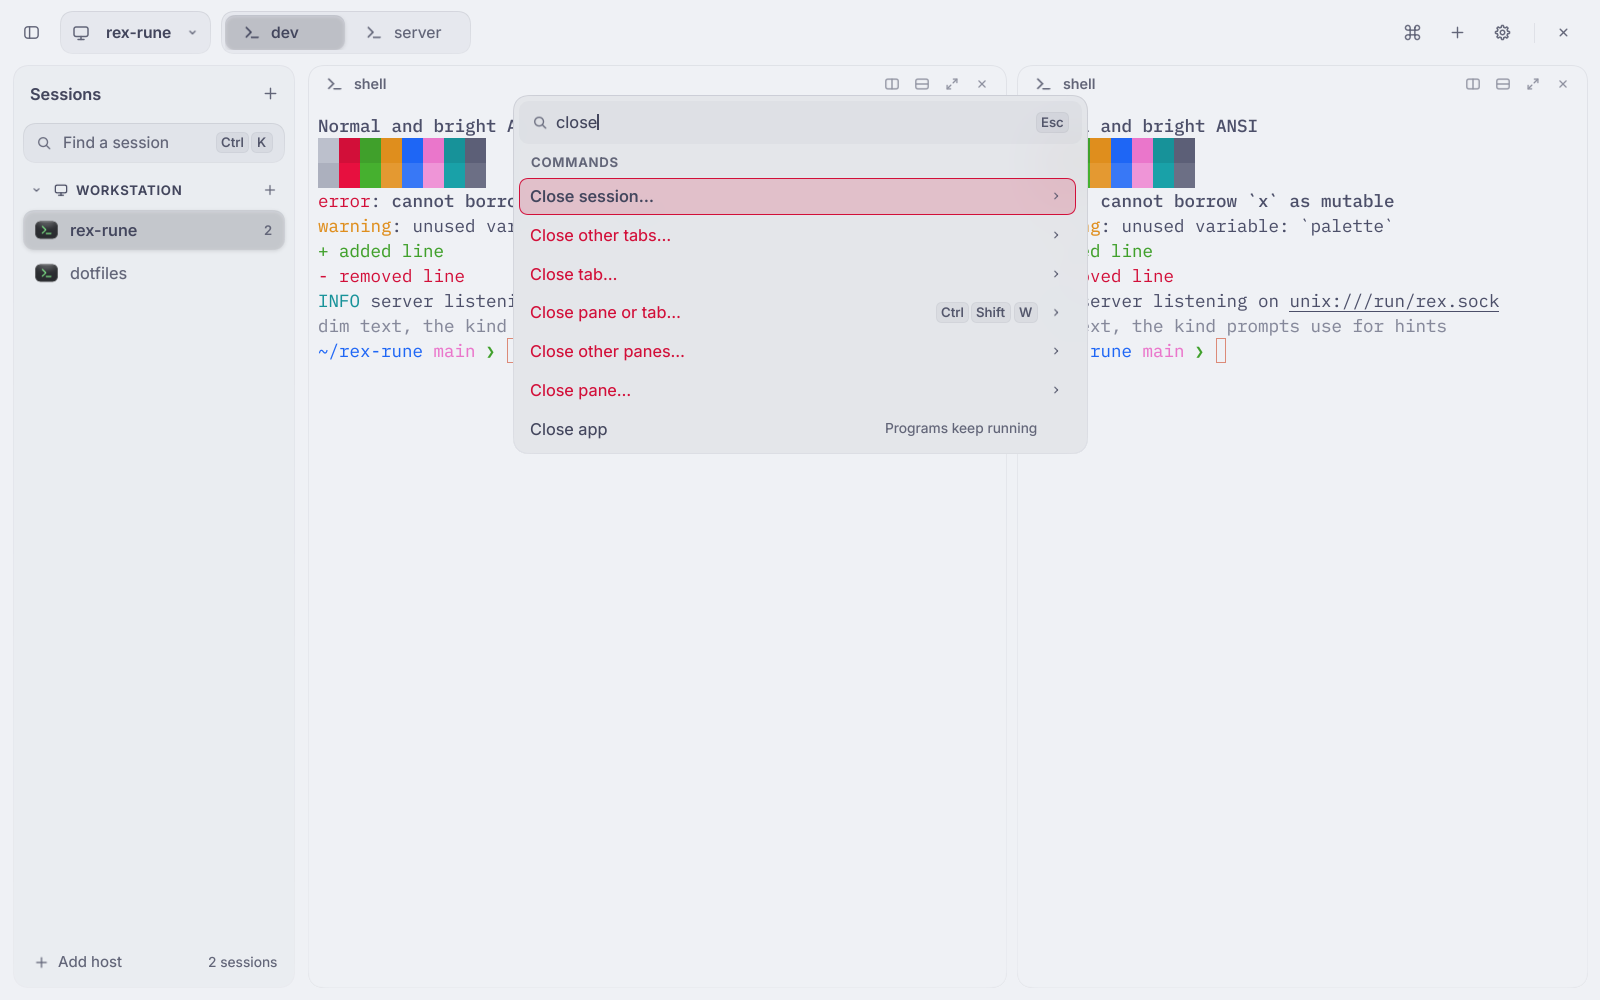 rex-rune
dev
server
Sessions
Find a session
Ctrl K
WORKSTATION
rex-rune 2
dotfiles
Add host
2 sessions
shell
Normal and bright A
error: cannot borro
warning: unused var
+ added line
- removed line
INFO server listeni
dim text, the kind
~/rex-rune main ❯
close
Esc
COMMANDS
Close session...
Close other tabs...
Close tab...
Close pane or tab... Ctrl Shift W
Close other panes...
Close pane...
Close app Programs keep running
shell
and bright ANSI
cannot borrow `x` as mutable
g: unused variable: `palette`
d line
oved line
server listening on unix:///run/rex.sock
xt, the kind prompts use for hints
rune main ❯